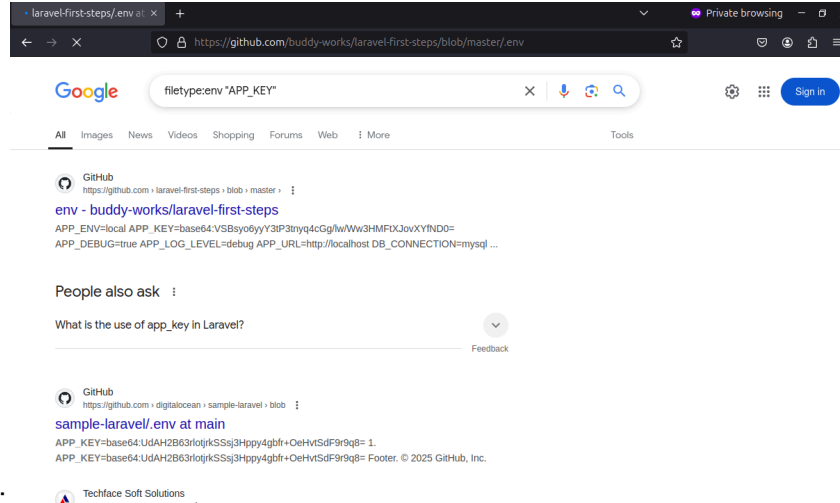 laravel-first-steps/.env at
Private browsing
https://github.com/buddy-works/laravel-first-steps/blob/master/.env
Google
filetype:env "APP_KEY"
Sign in
All Images News Videos Shopping Forums Web More Tools
GitHub
https://github.com › laravel-first-steps › blob › master ›
env - buddy-works/laravel-first-steps
APP_ENV=local APP_KEY=base64:VSBsyo6yyY3tP3tnyq4cGg/lw/Ww3HMFtXJovXYfND0=
APP_DEBUG=true APP_LOG_LEVEL=debug APP_URL=http://localhost DB_CONNECTION=mysql ...
People also ask
What is the use of app_key in Laravel?
Feedback
GitHub
https://github.com › digitalocean › sample-laravel › blob
sample-laravel/.env at main
APP_KEY=base64:UdAH2B63rlotjrkSSsj3Hppy4gbfr+OeHvtSdF9r9q8= 1.
APP_KEY=base64:UdAH2B63rlotjrkSSsj3Hppy4gbfr+OeHvtSdF9r9q8= Footer. © 2025 GitHub, Inc.
Techface Soft Solutions